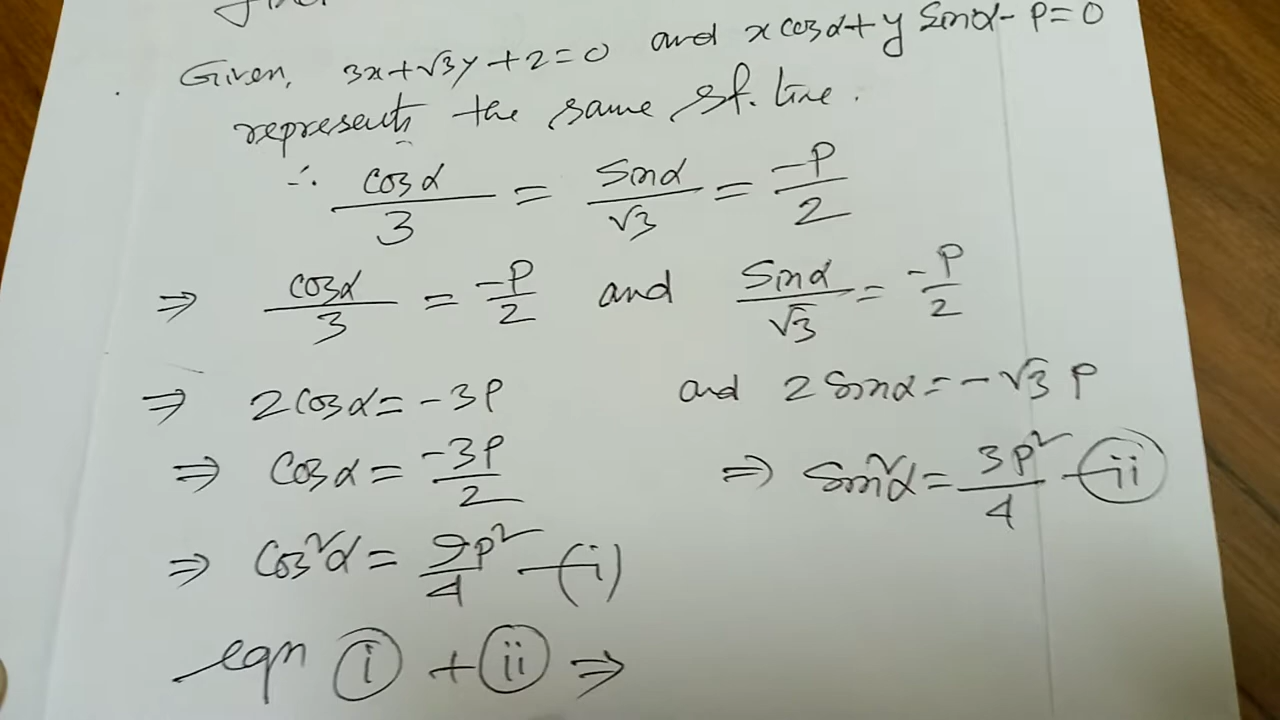 Given, 3x+√3y+2=0 and x cosα+y Sinα-P=0
represents the same st. line.
∴ cosα/3 = Sinα/√3 = -P/2
⇒ cosα/3 = -P/2 and Sinα/√3 = -P/2
⇒ 2cosα = -3P and 2Sinα = -√3 P
⇒ Cosα = -3P/2 ⇒ Sin²α = 3P²/4 - (ii)
⇒ Cos²α = 9P²/4 - (i)
eqn (i) + (ii) ⇒